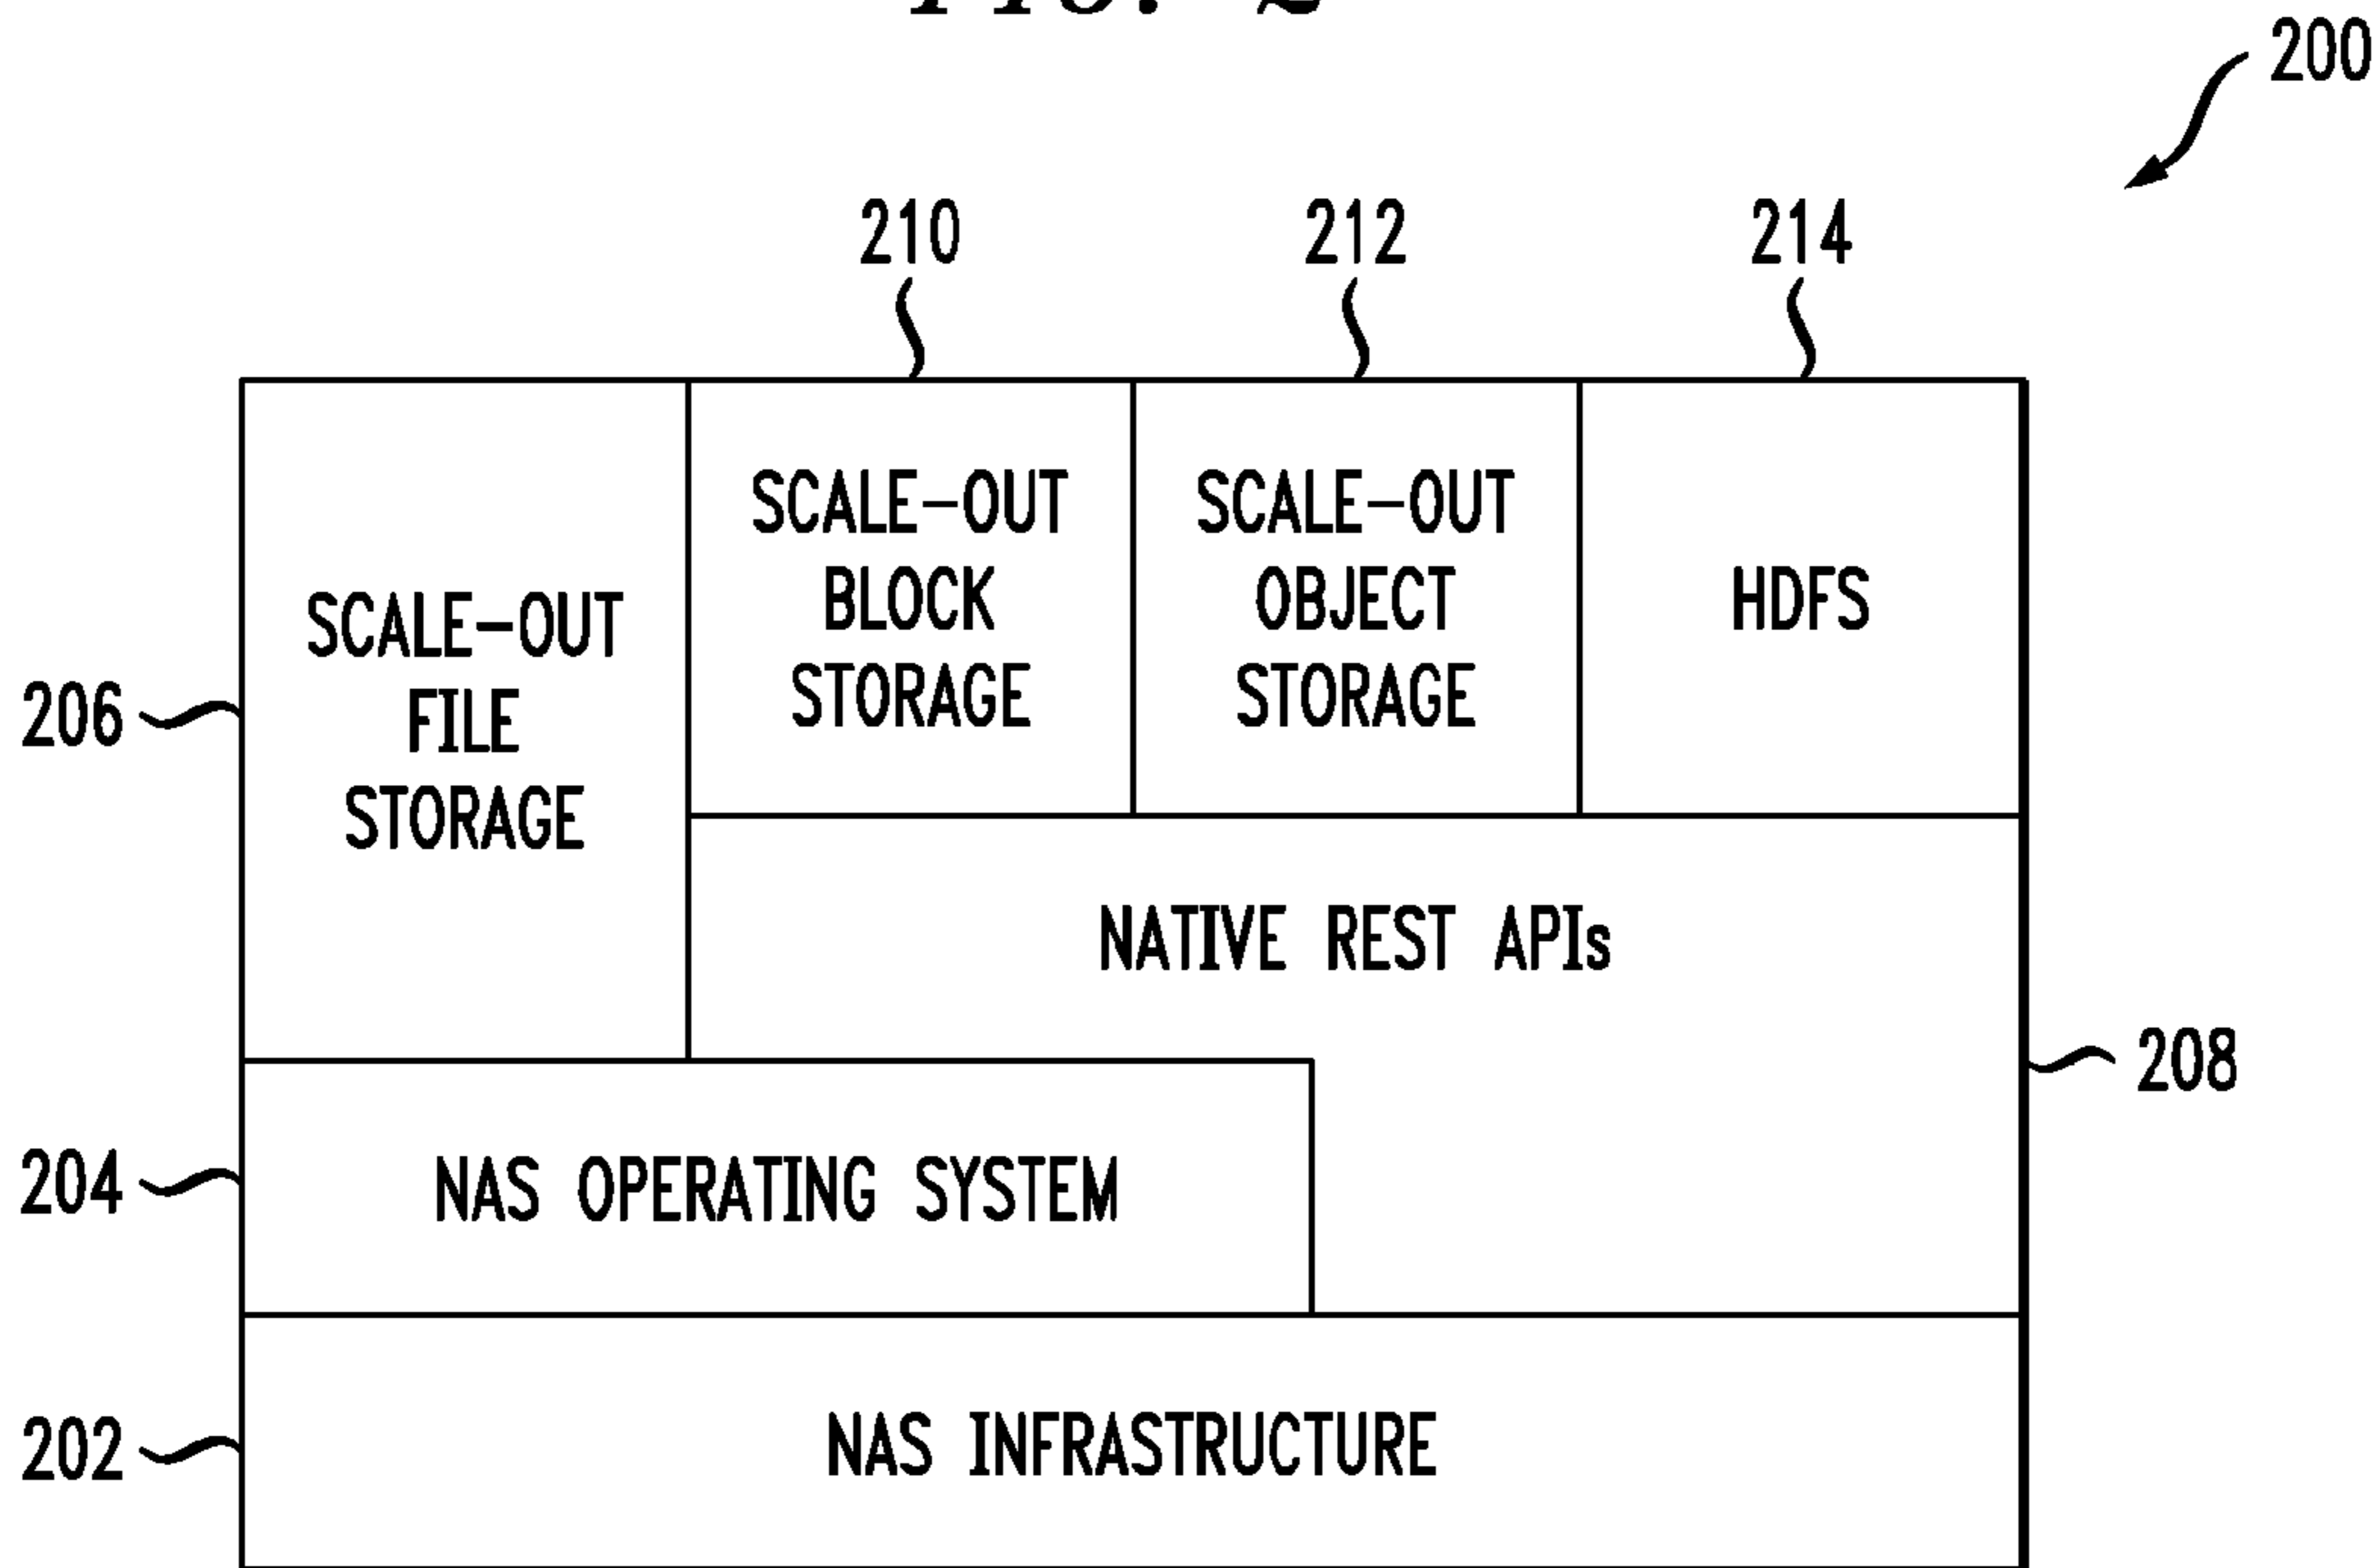 200
210
212
214
SCALE-OUT
FILE
STORAGE
SCALE-OUT
BLOCK
STORAGE
SCALE-OUT
OBJECT
STORAGE
HDFS
206
NATIVE REST APIs
208
204
NAS OPERATING SYSTEM
202
NAS INFRASTRUCTURE